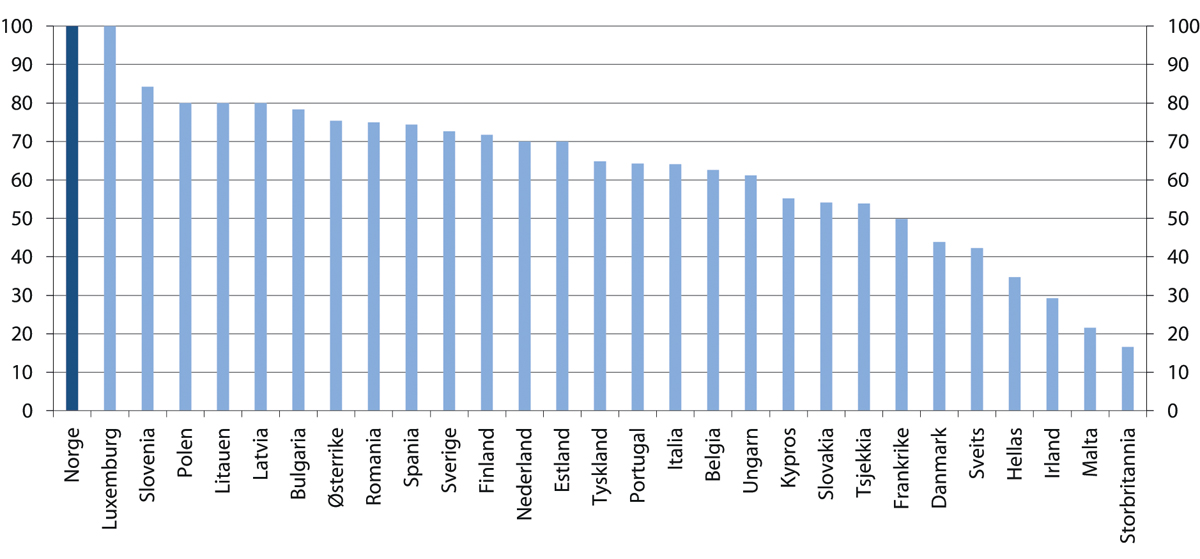 100 100
90 90
80 80
70 70
60 60
50 50
40 40
30 30
20 20
10 10
0 0
Norge
Luxemburg
Slovenia
Polen
Litauen
Latvia
Bulgaria
Østerrike
Romania
Spania
Sverige
Finland
Nederland
Estland
Tyskland
Portugal
Italia
Belgia
Ungarn
Kypros
Slovakia
Tsjekkia
Frankrike
Danmark
Sveits
Hellas
Irland
Malta
Storbritannia